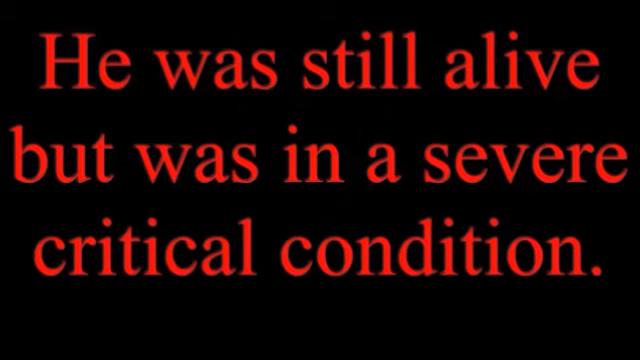 He was still alive
but was in a severe
critical condition.